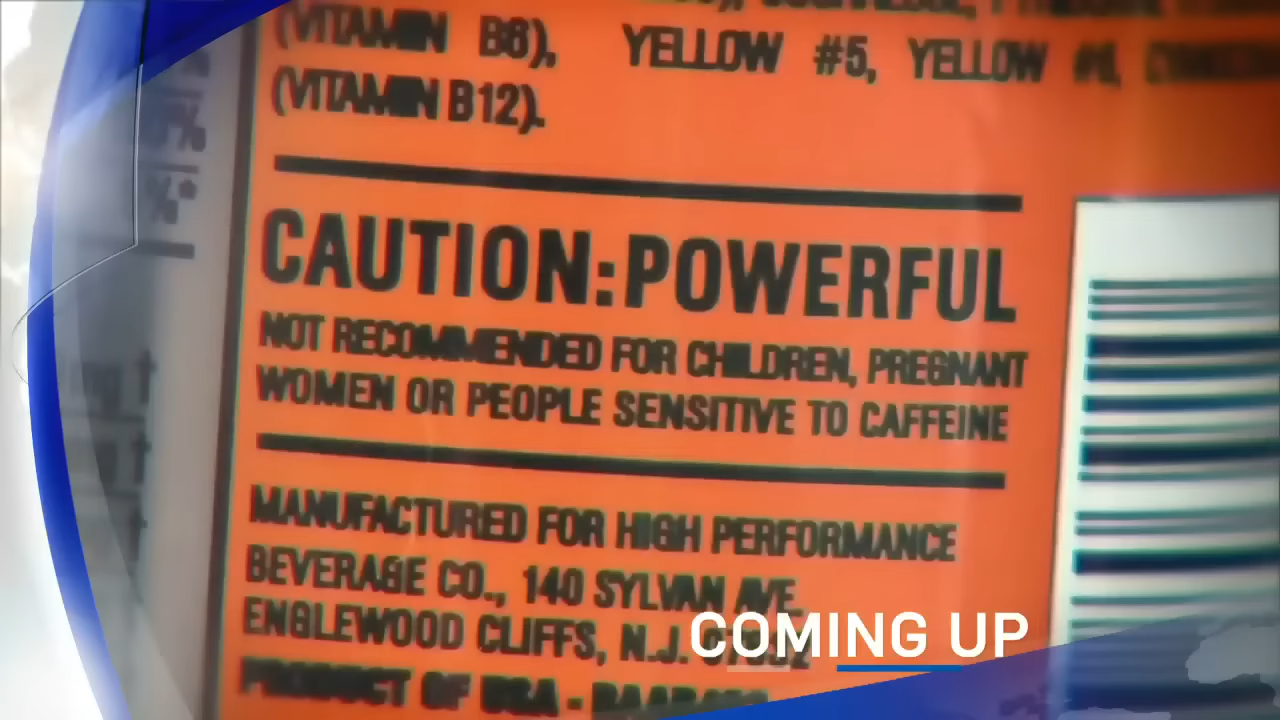 (VITAMIN B6), YELLOW #5, YELLOW #6,
(VITAMIN B12).
CAUTION: POWERFUL
NOT RECOMMENDED FOR CHILDREN, PREGNANT
WOMEN OR PEOPLE SENSITIVE TO CAFFEINE
MANUFACTURED FOR HIGH PERFORMANCE
BEVERAGE CO., 140 SYLVAN AVE.
ENGLEWOOD CLIFFS, N.J. 07632
COMING UP
PRODUCT OF USA -